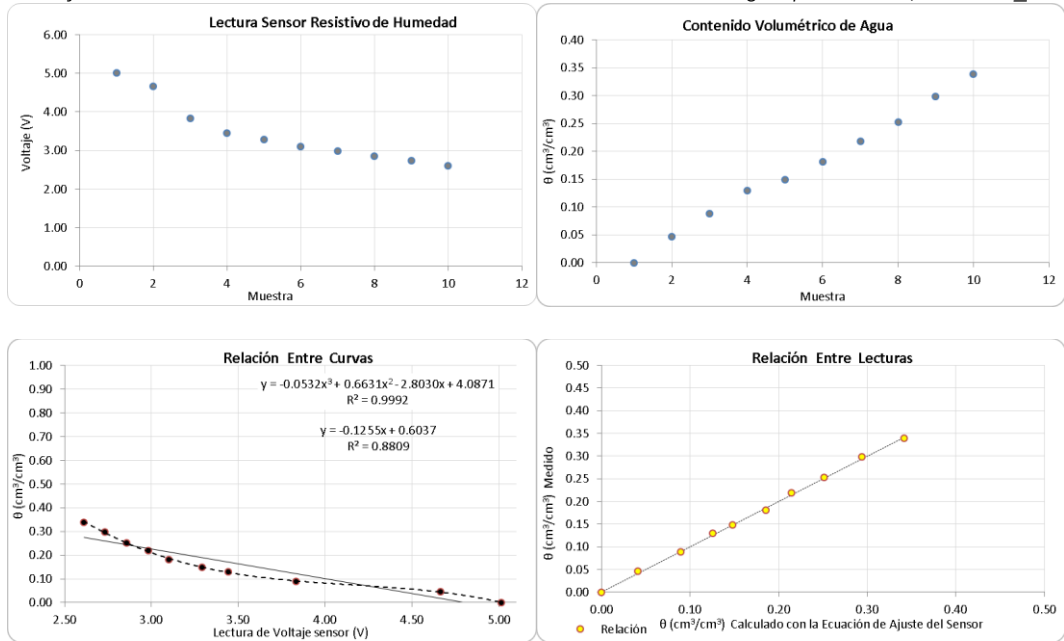 Lectura Sensor Resistivo de Humedad
6.00
5.00
4.00
3.00
2.00
1.00
0.00
Voltaje (V)
0 2 4 6 8 10 12
Muestra
Contenido Volumétrico de Agua
0.40
0.35
0.30
0.25
0.20
0.15
0.10
0.05
0.00
θ (cm³/cm³)
0 2 4 6 8 10 12
Muestra
Relación Entre Curvas
y = -0.0532x³ + 0.6631x² - 2.8030x + 4.0871
R² = 0.9992
y = -0.1255x + 0.6037
R² = 0.8809
1.00
0.90
0.80
0.70
0.60
0.50
0.40
0.30
0.20
0.10
0.00
θ (cm³/cm³)
2.50 3.00 3.50 4.00 4.50 5.00
Lectura de Voltaje sensor (V)
Relación Entre Lecturas
0.50
0.45
0.40
0.35
0.30
0.25
0.20
0.15
0.10
0.05
0.00
θ (cm³/cm³) Medido
0.00 0.10 0.20 0.30 0.40 0.50
Relación
θ (cm³/cm³) Calculado con la Ecuación de Ajuste del Sensor